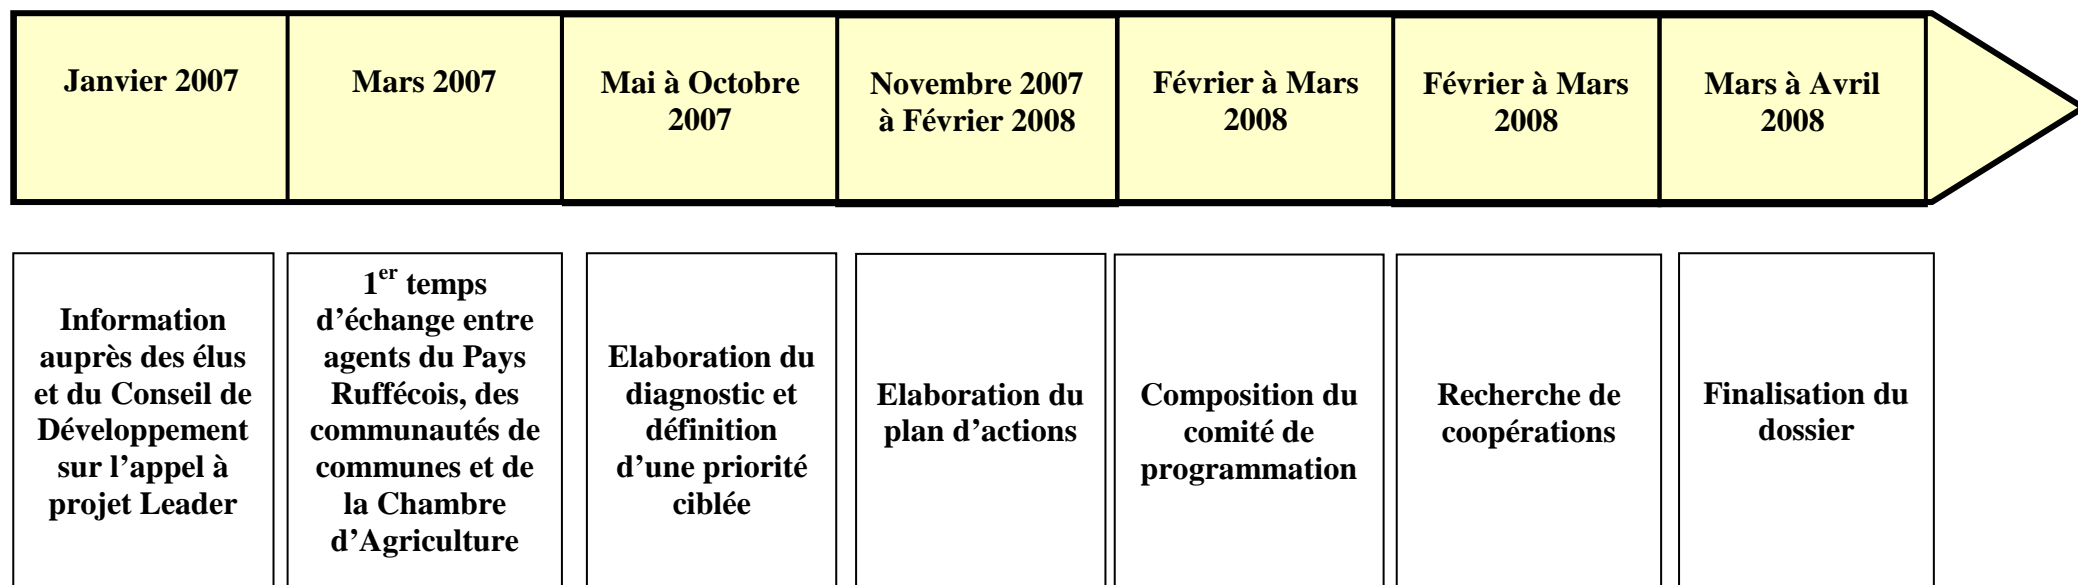 Janvier 2007
Mars 2007
Mai à Octobre
2007
Novembre 2007
à Février 2008
Février à Mars
2008
Février à Mars
2008
Mars à Avril
2008
Information
auprès des élus
et du Conseil de
Développement
sur l’appel à
projet Leader
1er temps
d’échange entre
agents du Pays
Ruffécois, des
communautés de
communes et de
la Chambre
d’Agriculture
Elaboration du
diagnostic et
définition
d’une priorité
ciblée
Elaboration du
plan d’actions
Composition du
comité de
programmation
Recherche de
coopérations
Finalisation du
dossier